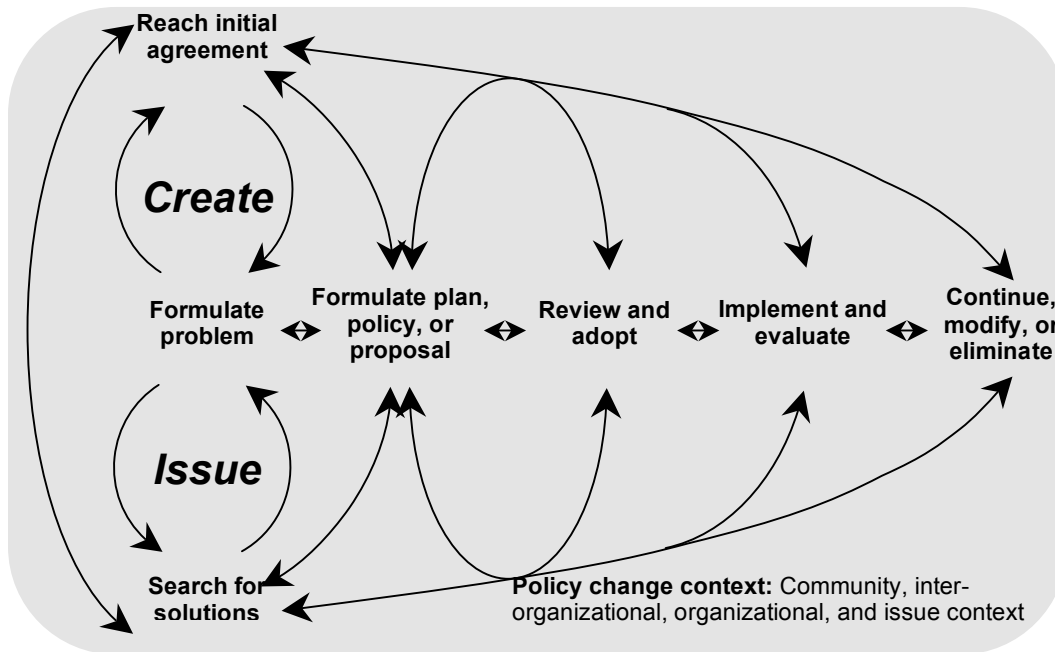 Reach initial
agreement
Create
Formulate
problem
Formulate plan,
policy, or
proposal
Review and
adopt
Implement and
evaluate
Continue,
modify, or
eliminate
Issue
Search for
solutions
Policy change context: Community, inter-
organizational, organizational, and issue context